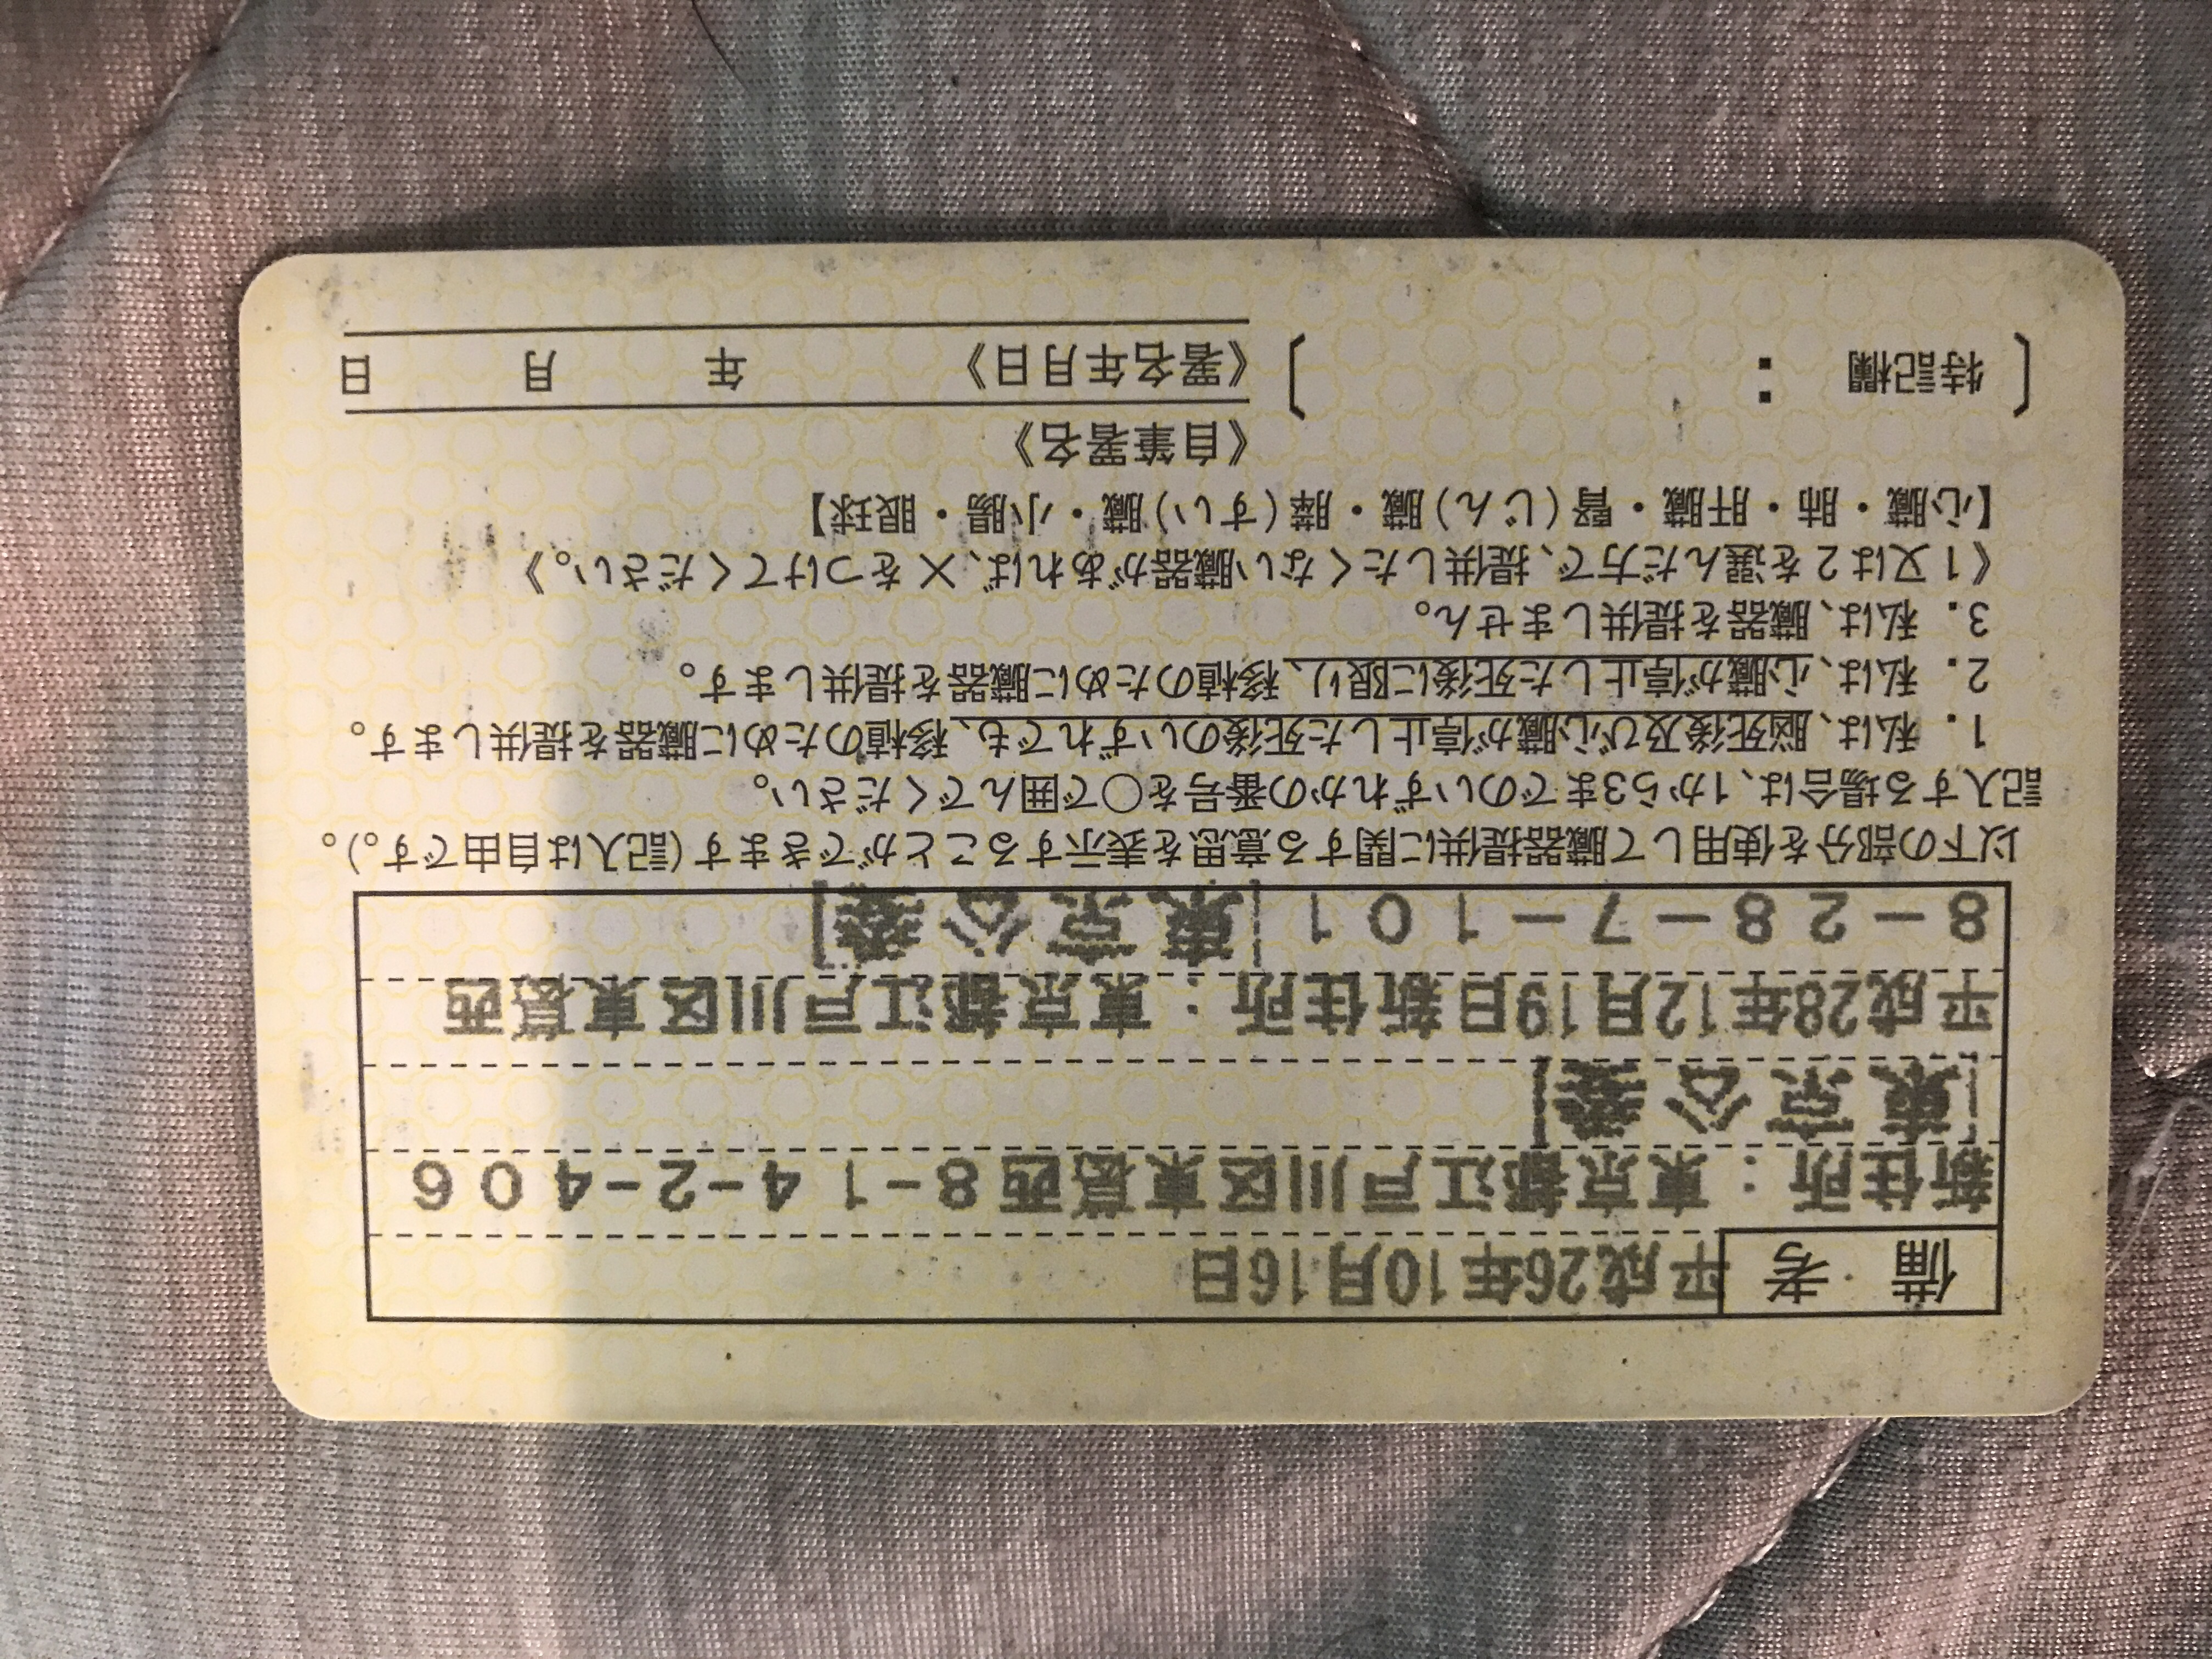 備考
平成26年10月16日
新住所：東京都江戸川区東葛西8-14-2-406
東京公委
平成28年12月19日新住所：東京都江戸川区東葛西
8-28-7-101 東京公委
以下の部分を使用して臓器提供に関する意思を表示することができます(記入は自由です。)。
記入する場合は、1から3までのいずれかの番号を○で囲んでください。
1. 私は、脳死後及び心臓が停止した死後のいずれでも、移植のために臓器を提供します。
2. 私は、心臓が停止した死後に限り、移植のために臓器を提供します。
3. 私は、臓器を提供しません。
《1又は2を選んだ方で、提供したくない臓器があれば、×をつけてください。》
【心臓・肺・肝臓・腎(じん)臓・膵(すい)臓・小腸・眼球】
〔特記欄： 〕
《自筆署名》
《署名年月日》 年 月 日